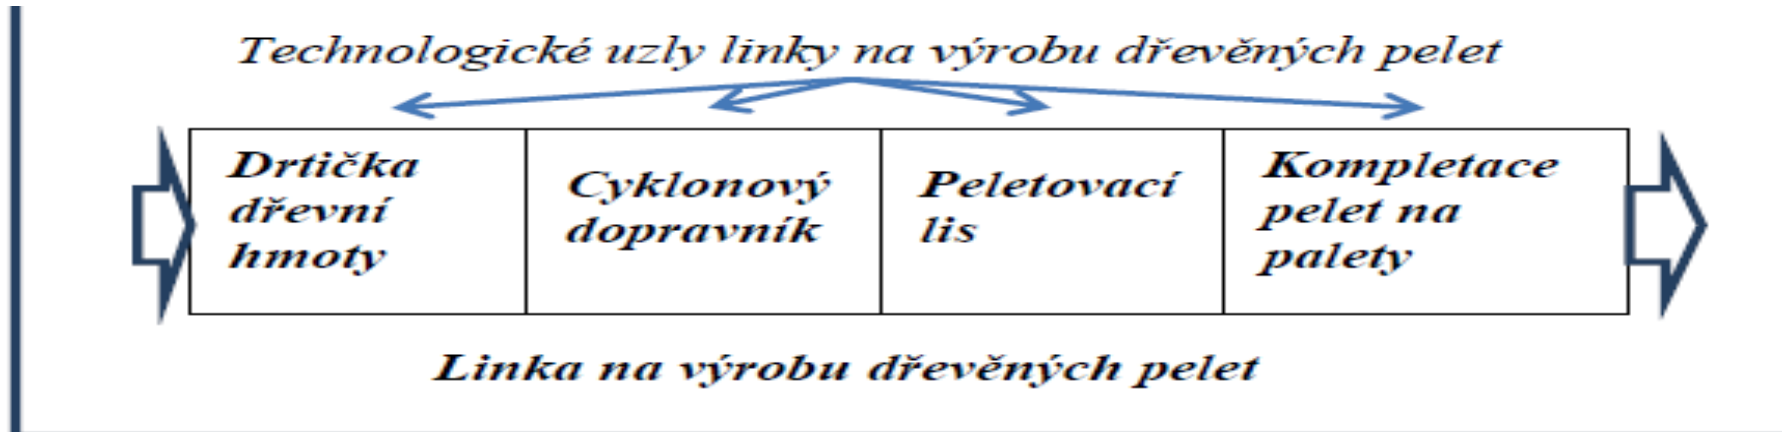 Technologické uzly linky na výrobu dřevěných pelet
Drtička
dřevní
hmoty
Cyklonový
dopravník
Peletovací
lis
Kompletace
pelet na
palety
Linka na výrobu dřevěných pelet